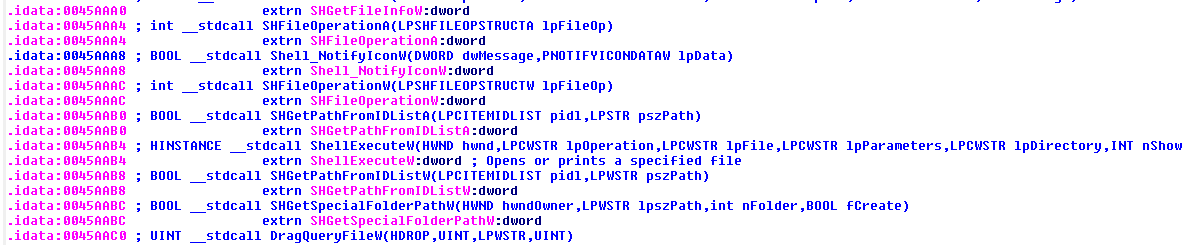 .idata:0045AAA0 extrn SHGetFileInfoW:dword
.idata:0045AAA4 ; int __stdcall SHFileOperationA(LPSHFILEOPSTRUCTA lpFileOp)
.idata:0045AAA4 extrn SHFileOperationA:dword
.idata:0045AAA8 ; BOOL __stdcall Shell_NotifyIconW(DWORD dwMessage,PNOTIFYICONDATAW lpData)
.idata:0045AAA8 extrn Shell_NotifyIconW:dword
.idata:0045AAAC ; int __stdcall SHFileOperationW(LPSHFILEOPSTRUCTW lpFileOp)
.idata:0045AAAC extrn SHFileOperationW:dword
.idata:0045AAB0 ; BOOL __stdcall SHGetPathFromIDListA(LPCITEMIDLIST pidl,LPSTR pszPath)
.idata:0045AAB0 extrn SHGetPathFromIDListA:dword
.idata:0045AAB4 ; HINSTANCE __stdcall ShellExecuteW(HWND hwnd,LPCWSTR lpOperation,LPCWSTR lpFile,LPCWSTR lpParameters,LPCWSTR lpDirectory,INT nShow
.idata:0045AAB4 extrn ShellExecuteW:dword ; Opens or prints a specified file
.idata:0045AAB8 ; BOOL __stdcall SHGetPathFromIDListW(LPCITEMIDLIST pidl,LPWSTR pszPath)
.idata:0045AAB8 extrn SHGetPathFromIDListW:dword
.idata:0045AABC ; BOOL __stdcall SHGetSpecialFolderPathW(HWND hwndOwner,LPWSTR lpszPath,int nFolder,BOOL fCreate)
.idata:0045AABC extrn SHGetSpecialFolderPathW:dword
.idata:0045AAC0 ; UINT __stdcall DragQueryFileW(HDROP,UINT,LPWSTR,UINT)